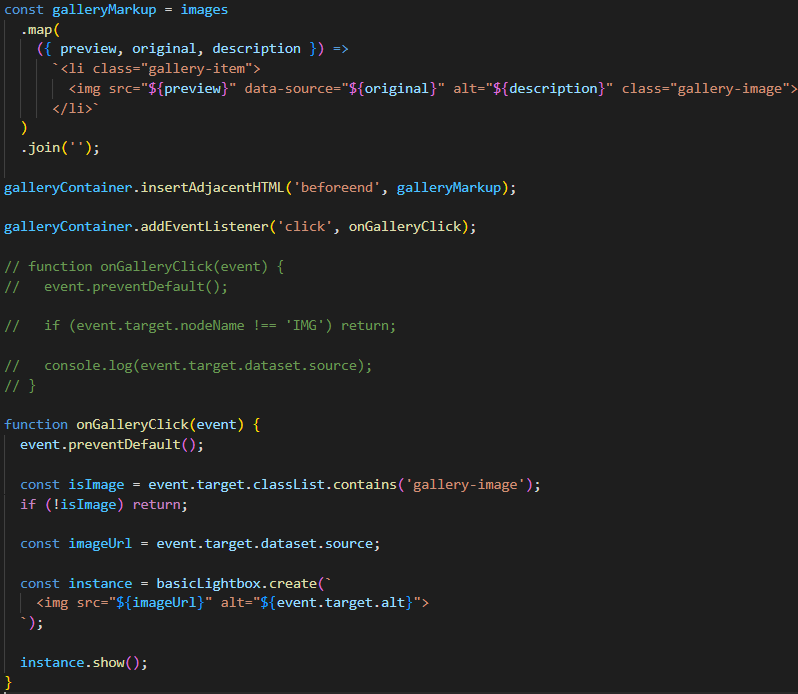 const galleryMarkup = images
  .map(
    ({ preview, original, description }) =>
      `<li class="gallery-item">
        <img src="${preview}" data-source="${original}" alt="${description}" class="gallery-image">
      </li>`
  )
  .join('');

galleryContainer.insertAdjacentHTML('beforeend', galleryMarkup);

galleryContainer.addEventListener('click', onGalleryClick);

// function onGalleryClick(event) {
//   event.preventDefault();

//   if (event.target.nodeName !== 'IMG') return;

//   console.log(event.target.dataset.source);
// }

function onGalleryClick(event) {
  event.preventDefault();

  const isImage = event.target.classList.contains('gallery-image');
  if (!isImage) return;

  const imageUrl = event.target.dataset.source;

  const instance = basicLightbox.create(`
    <img src="${imageUrl}" alt="${event.target.alt}">
  `);

  instance.show();
}